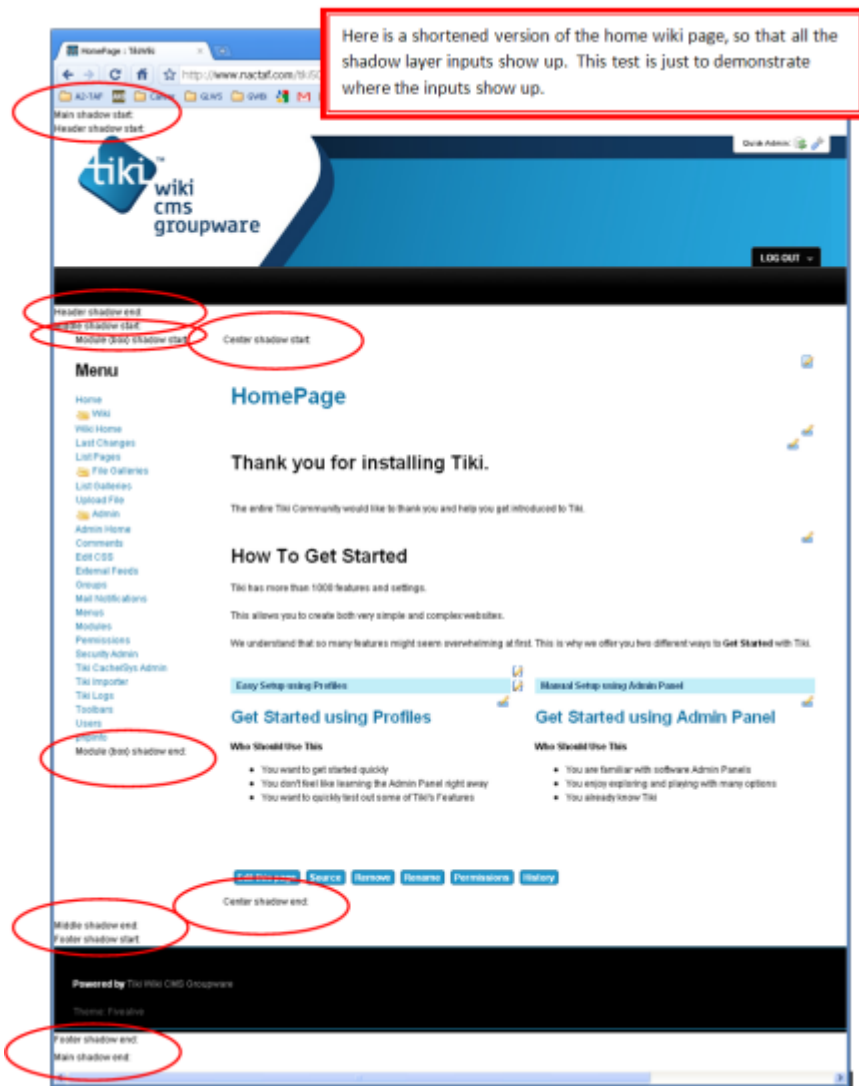 Here is a shortened version of the home wiki page, so that all the
shadow layer inputs show up. This test is just to demonstrate
where the inputs show up.
HomePage : TikiWiki
http://www.nactaf.com/tiki5
A2-TAF Canter GLWS GWB
Main shadow start:
Header shadow start:
Quick Admin:
tiki™
wiki
cms
groupware
LOG OUT
Header shadow end:
Middle shadow start:
Module (box) shadow start: Center shadow start:
Menu
Home
Wiki
Wiki Home
Last Changes
List Pages
File Galleries
List Galleries
Upload File
Admin
Admin Home
Comments
Edit CSS
External Feeds
Groups
Mail Notifications
Menus
Modules
Permissions
Security Admin
Tiki Cache/Sys Admin
Tiki Importer
Tiki Logs
Toolbars
Users
phpinfo
Module (box) shadow end:
HomePage
Thank you for installing Tiki.
The entire Tiki Community would like to thank you and help you get introduced to Tiki.
How To Get Started
Tiki has more than 1000 features and settings.
This allows you to create both very simple and complex websites.
We understand that so many features might seem overwhelming at first. This is why we offer you two different ways to Get Started with Tiki.
Easy Setup using Profiles
Get Started using Profiles
Who Should Use This
You want to get started quickly
You don't feel like learning the Admin Panel right away
You want to quickly test out some of Tiki's Features
Manual Setup using Admin Panel
Get Started using Admin Panel
Who Should Use This
You are familiar with software Admin Panels
You enjoy exploring and playing with many options
You already know Tiki
Edit this page Source Remove Rename Permissions History
Center shadow end:
Middle shadow end:
Footer shadow start:
Powered by Tiki Wiki CMS Groupware
Theme: Fivealive
Footer shadow end:
Main shadow end: